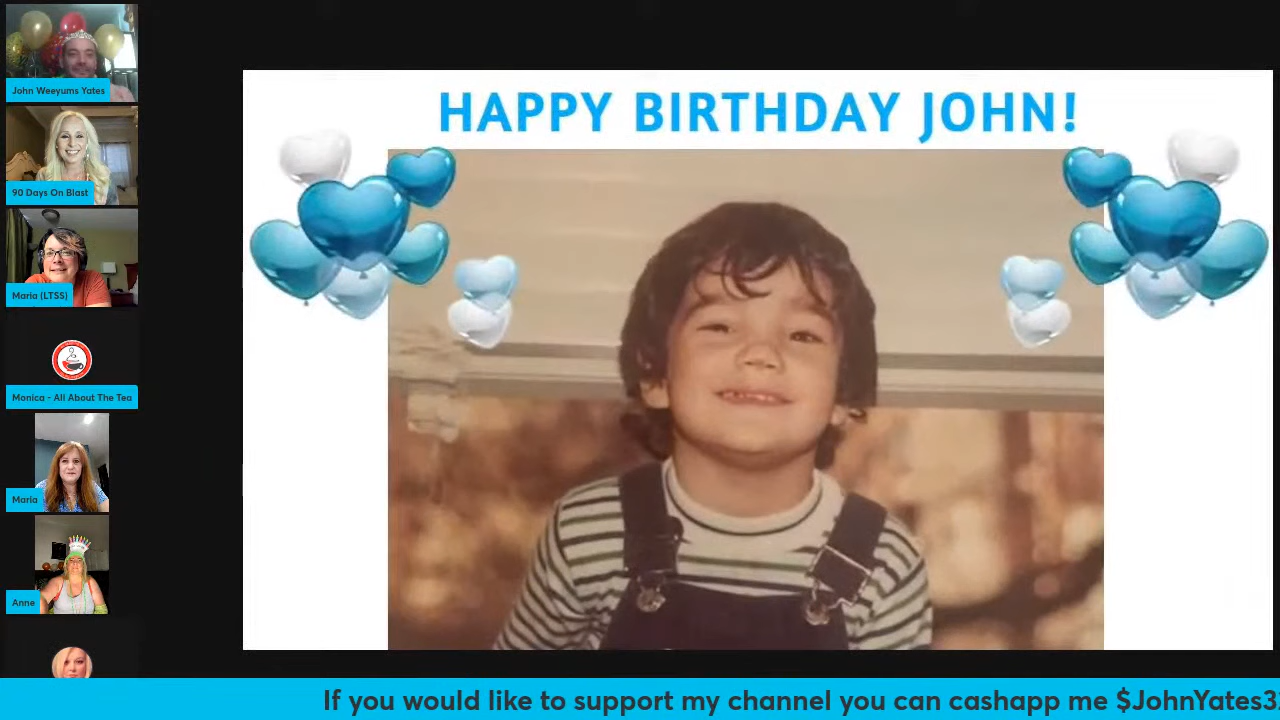 HAPPY BIRTHDAY JOHN!
John Weeyums Yates
90 Days On Blast
Maria (LTSS)
Monica - All About The Tea
Maria
Anne
If you would like to support my channel you can cashapp me $JohnYates3